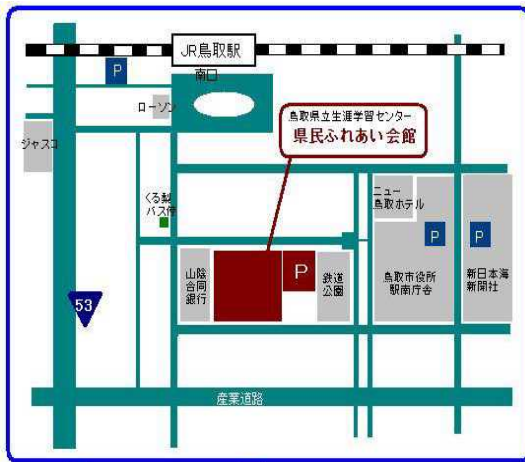 JR鳥取駅
南口
P
ローソン
ジャスコ
鳥取県立生涯学習センター
県民ふれあい会館
くる梨
バス停
ニュー
鳥取ホテル
P
P
山陰
合同
銀行
P
鉄道
公園
鳥取市役所
駅南庁舎
新日本海
新聞社
53
産業道路